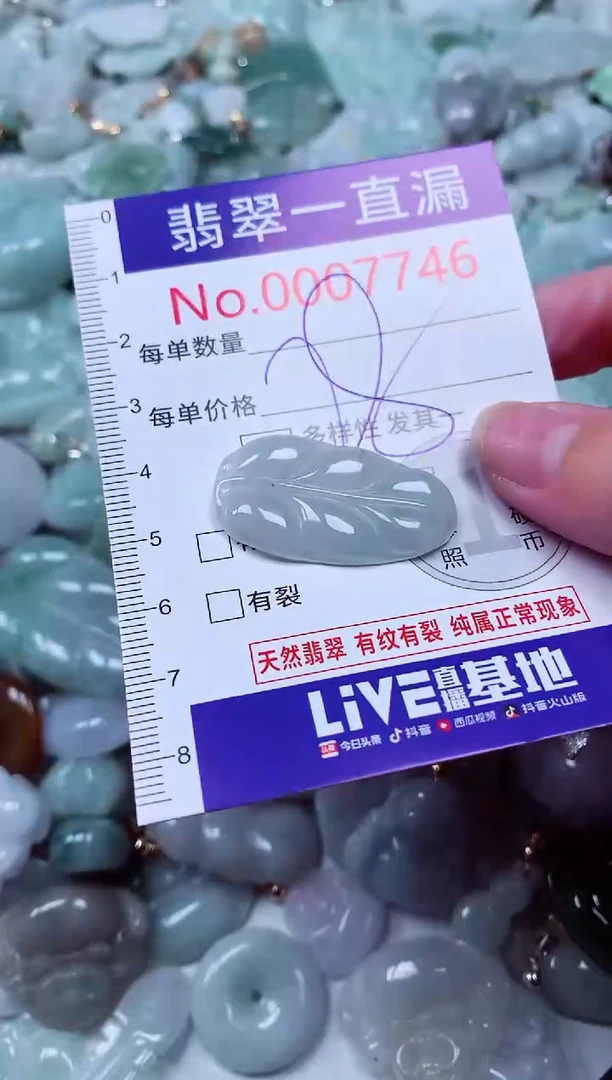 翡翠一直漏
No.0007746
0
1
2
3
4
5
6
7
8
每单数量
每单价格
多样性 发其
照
硬币
有裂
天然翡翠 有纹有裂 纯属正常现象
LiVE直播基地
今日头条 抖音 西瓜视频 抖音火山版